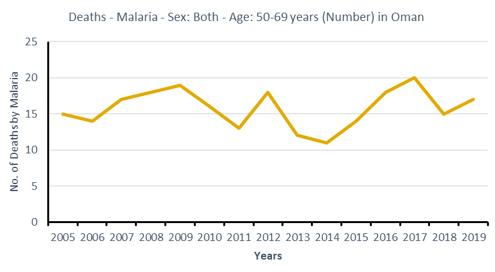 Deaths - Malaria - Sex: Both - Age: 50-69 years (Number) in Oman
No. of Deaths by Malaria
25
20
15
10
5
0
2005 2006 2007 2008 2009 2010 2011 2012 2013 2014 2015 2016 2017 2018 2019
Years